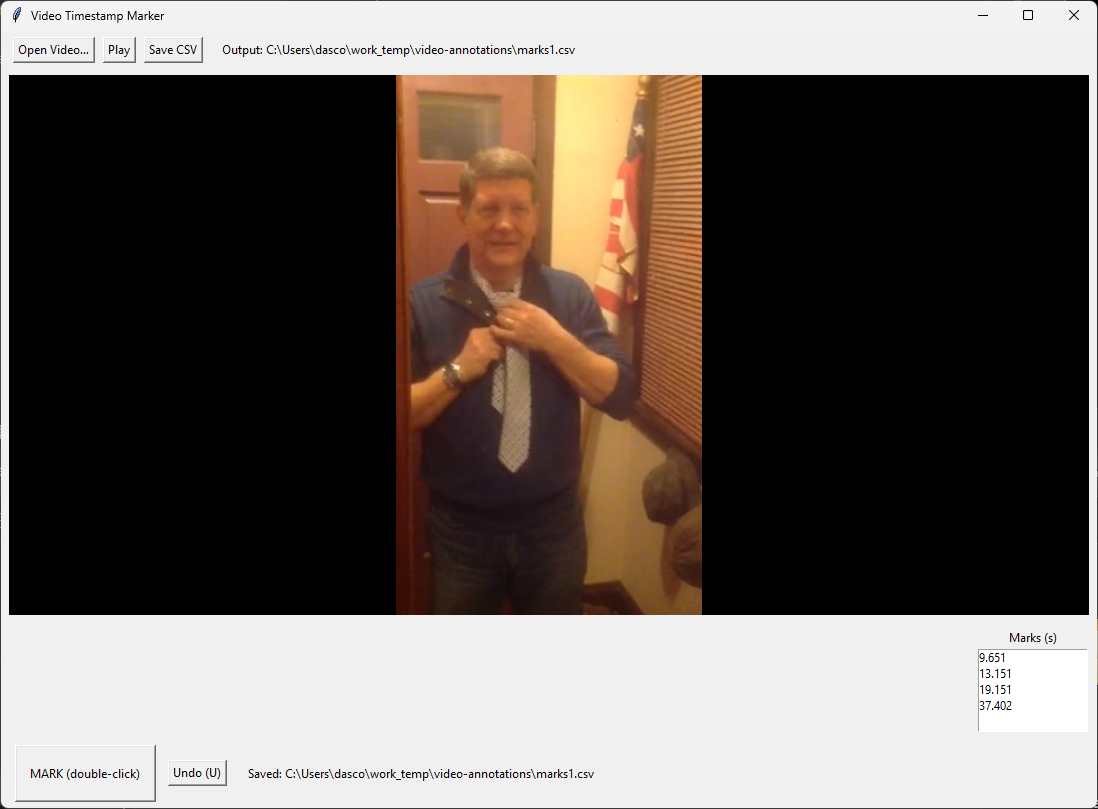 Video Timestamp Marker
Open Video... Play Save CSV Output: C:\Users\dasco\work_temp\video-annotations\marks1.csv
Marks (s)
9.651
13.151
19.151
37.402
MARK (double-click) Undo (U) Saved: C:\Users\dasco\work_temp\video-annotations\marks1.csv